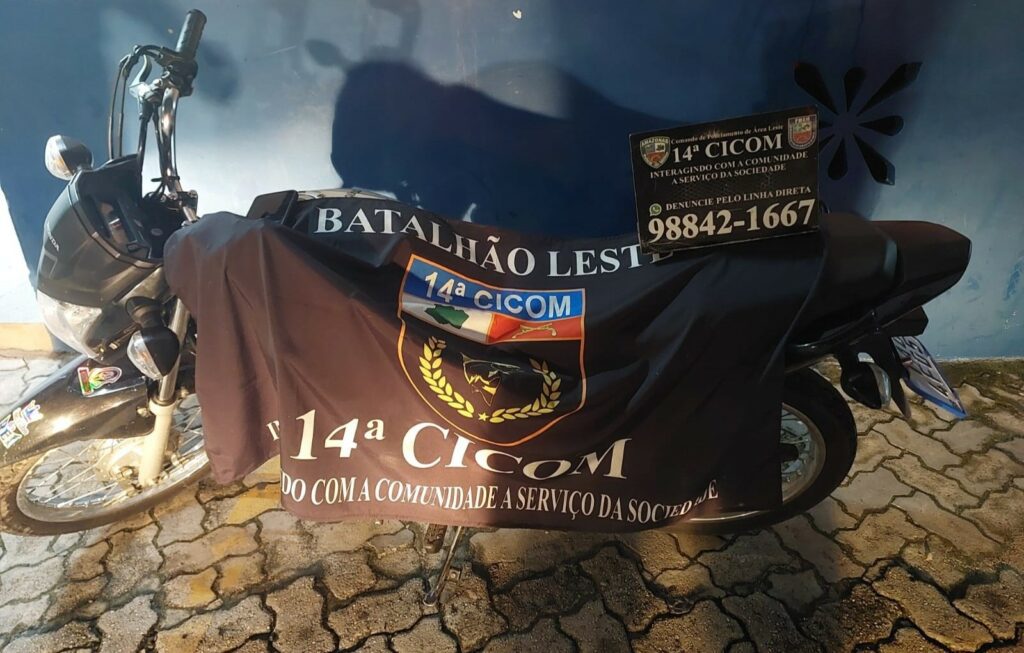 AMAZONAS
Comando de Policiamento de Área Leste
14ª CICOM
INTERAGINDO COM A COMUNIDADE
A SERVIÇO DA SOCIEDADE
DENUNCIE PELO LINHA DIRETA
98842-1667
BATALHÃO LESTE
14ª CICOM
14ª CICOM
DO COM A COMUNIDADE A SERVIÇO DA SOCIEDADE